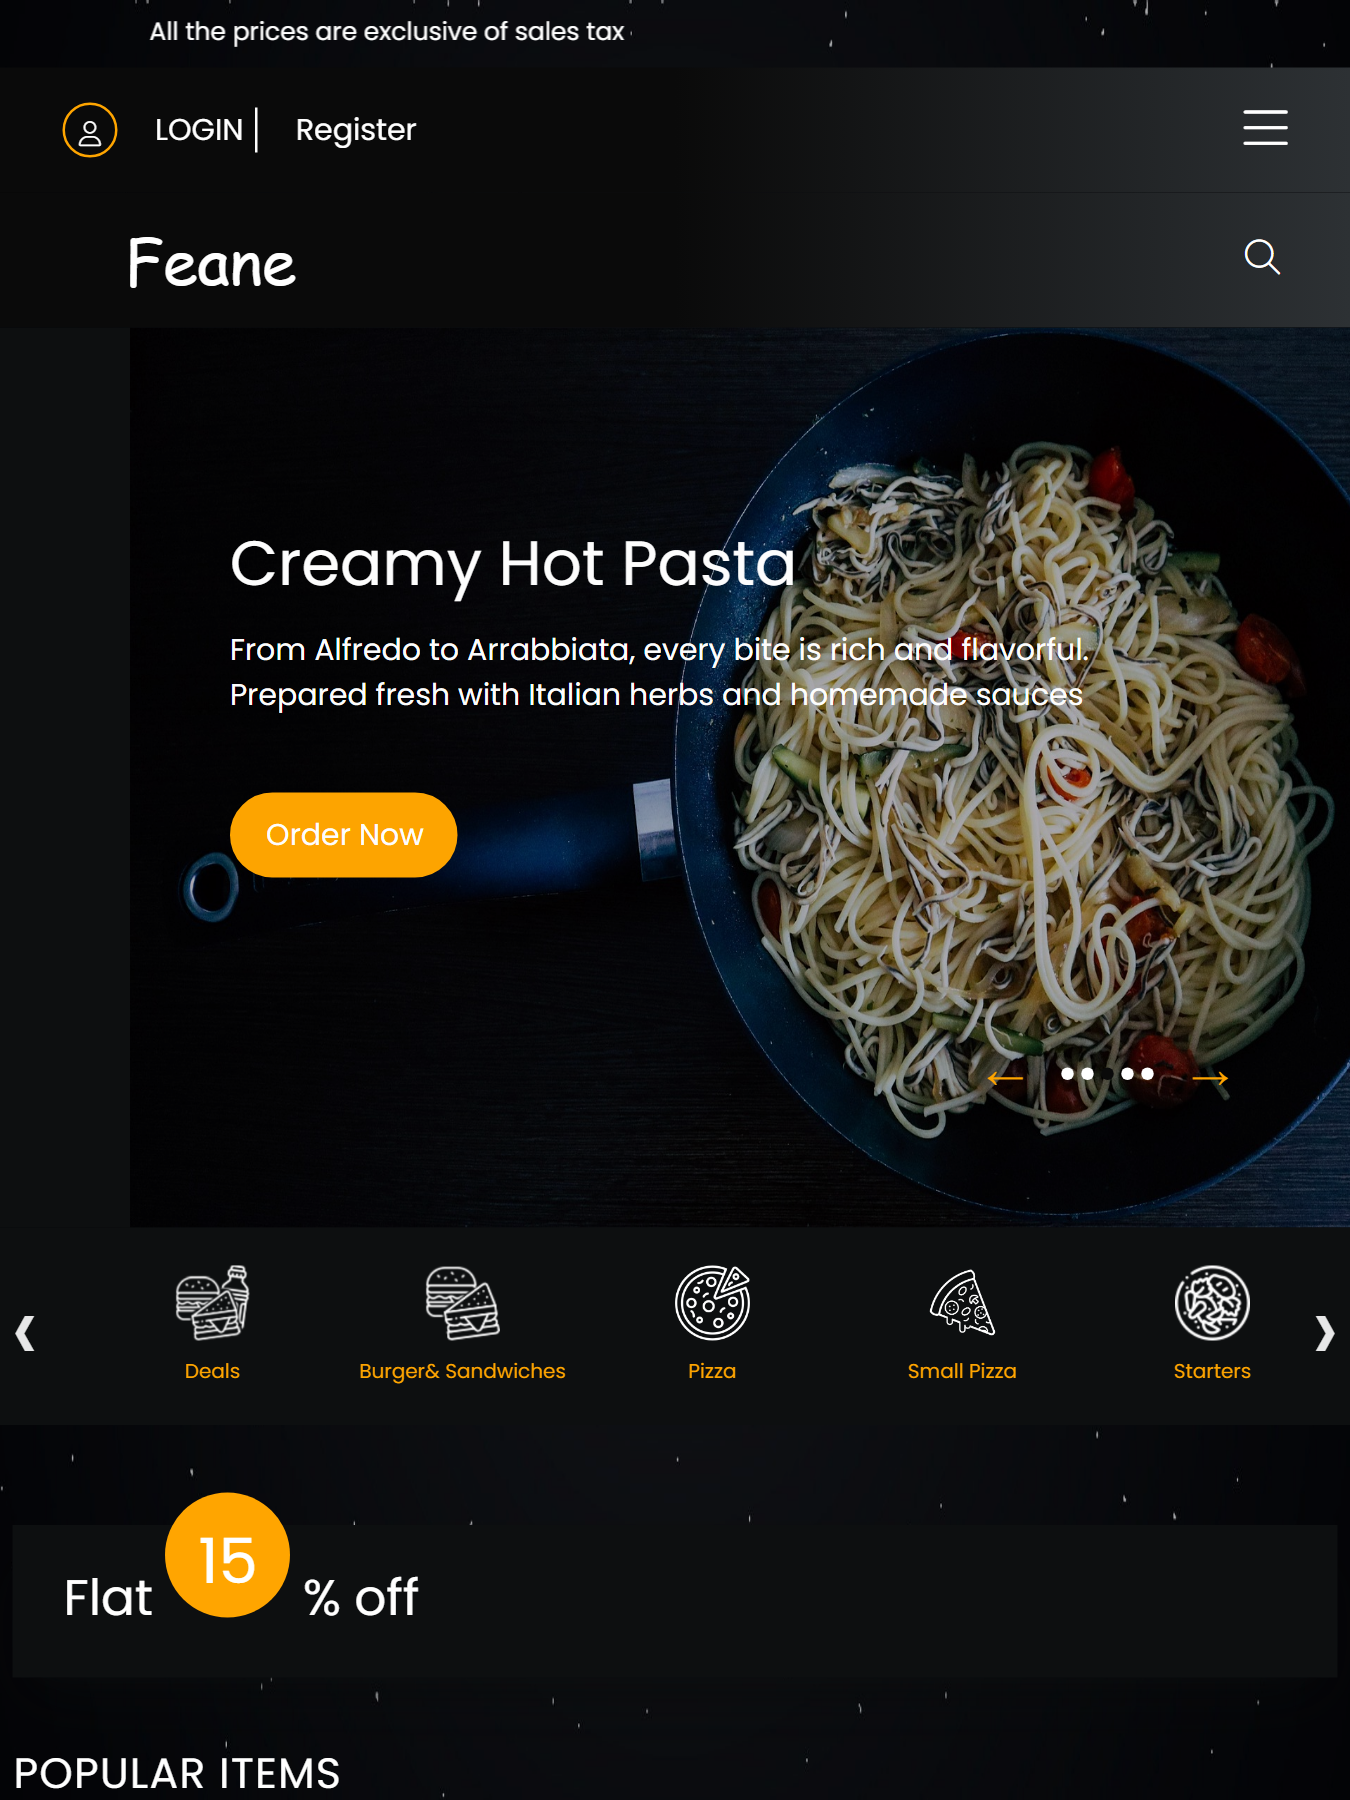 All the prices are exclusive of sales tax
LOGIN
Register
Feane
Creamy Hot Pasta
From Alfredo to Arrabbiata, every bite is rich and flavorful.
Prepared fresh with Italian herbs and homemade sauces
Order Now
Deals
Burger& Sandwiches
Pizza
Small Pizza
Starters
Flat 15 % off
POPULAR ITEMS